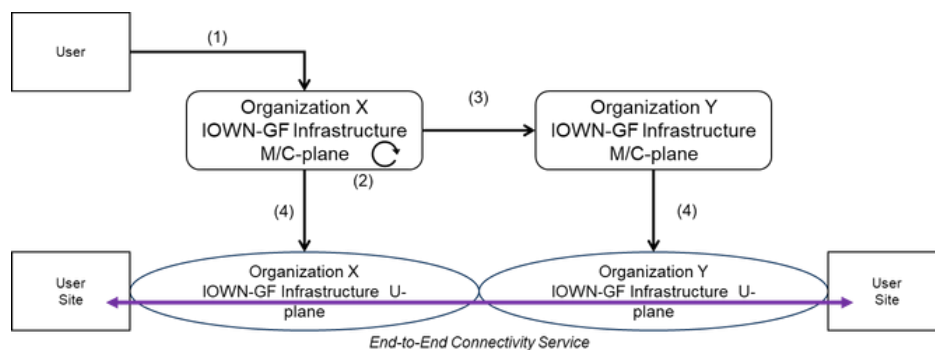 User
(1)
Organization X
IOWN-GF Infrastructure
M/C-plane
(2)
(3)
Organization Y
IOWN-GF Infrastructure
M/C-plane
(4)
(4)
User
Site
Organization X
IOWN-GF Infrastructure U-
plane
Organization Y
IOWN-GF Infrastructure U-
plane
User
Site
End-to-End Connectivity Service